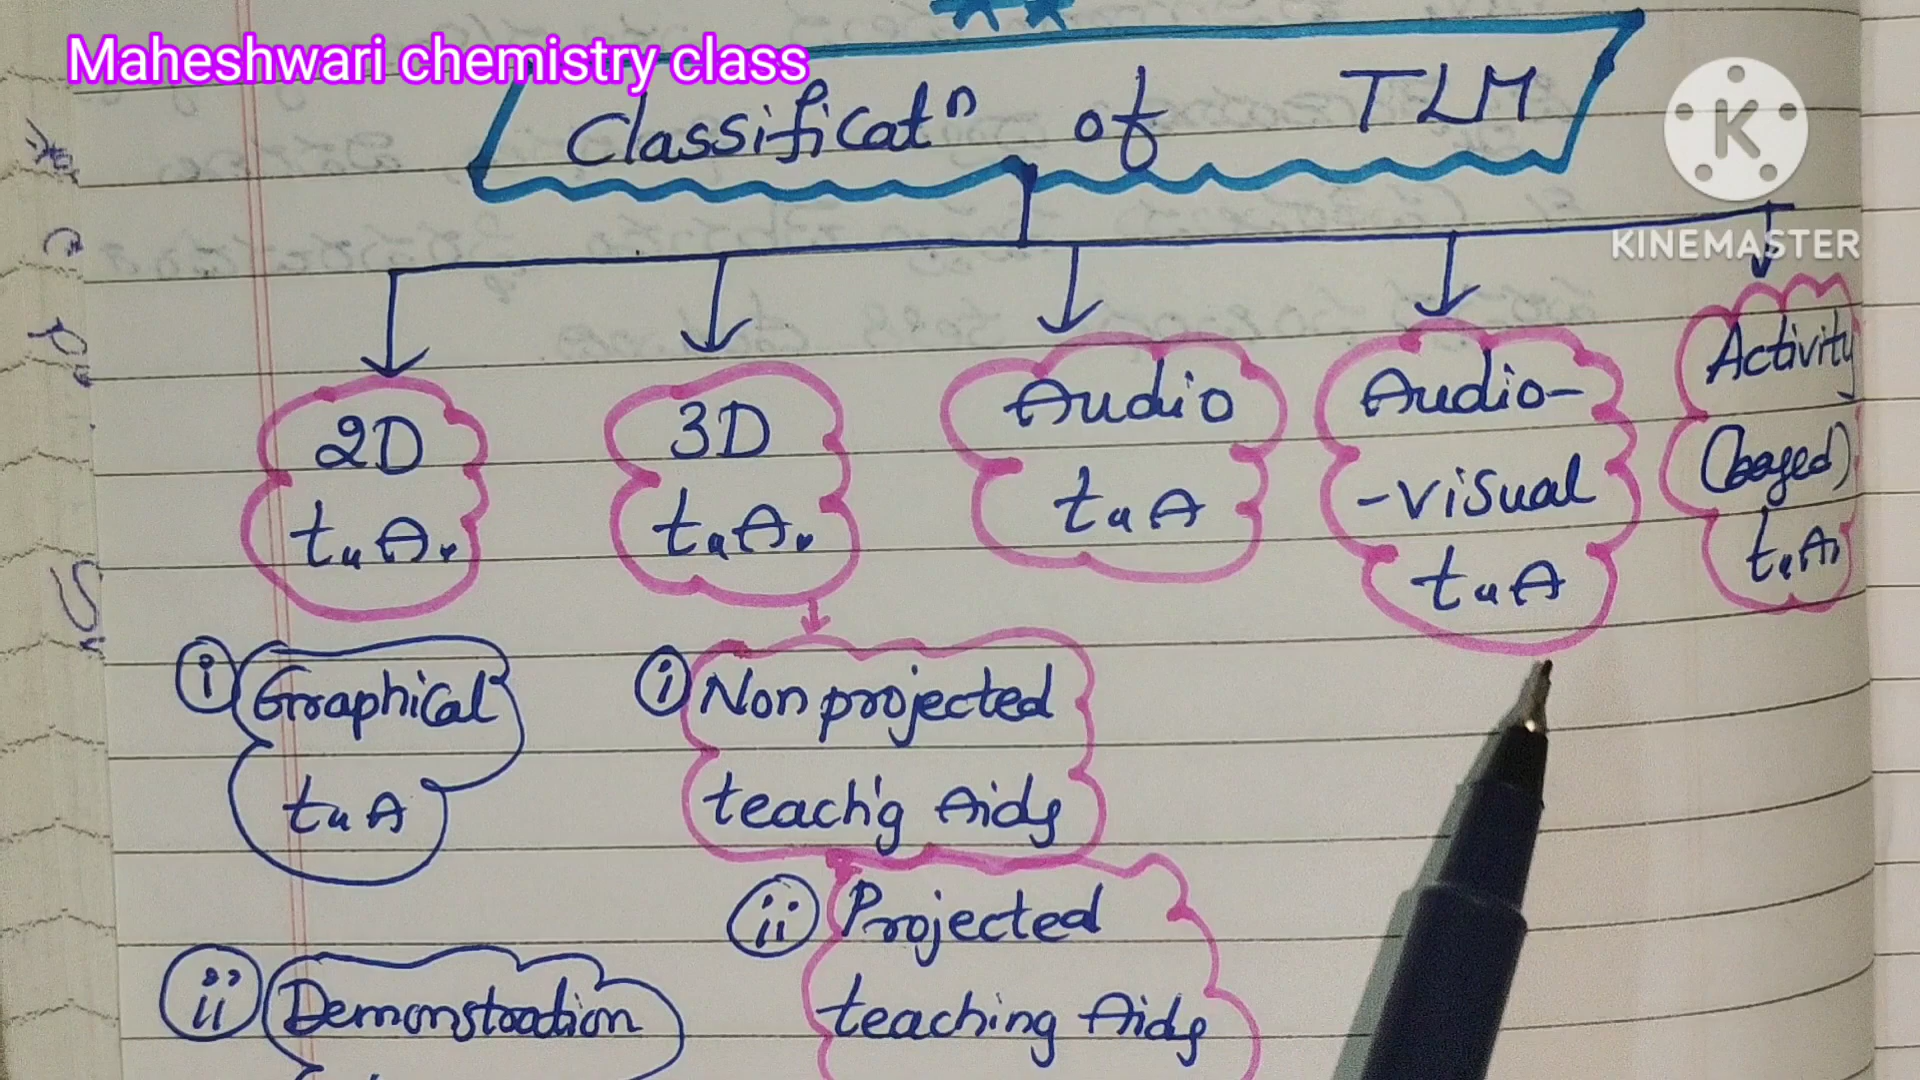 Maheshwari chemistry class
Classificatⁿ of TLM
K
KINEMASTER
2D
t"A.
3D
t"A.
Audio
t"A
Audio-
-visual
t"A
Activity
(based)
t"A
i Graphical
t"A
ii Demonstration
i Non projected
teach'g Aids
ii Projected
teaching Aids